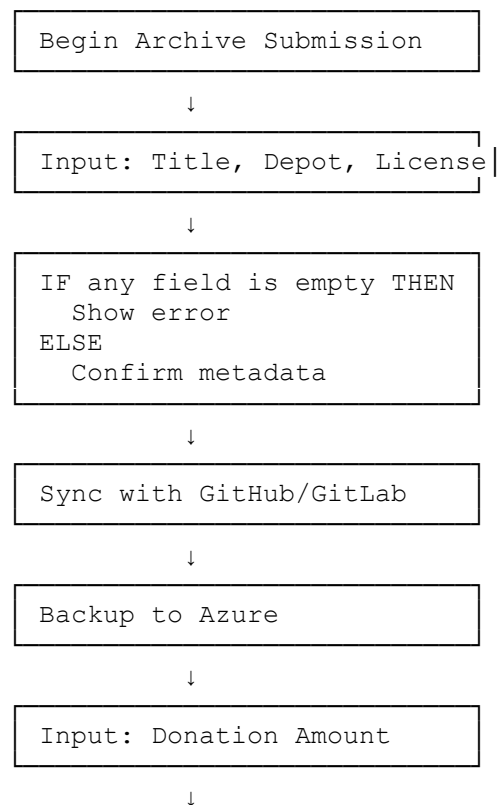 Begin Archive Submission
↓
Input: Title, Depot, License|
↓
IF any field is empty THEN
Show error
ELSE
Confirm metadata
↓
Sync with GitHub/GitLab
↓
Backup to Azure
↓
Input: Donation Amount
↓